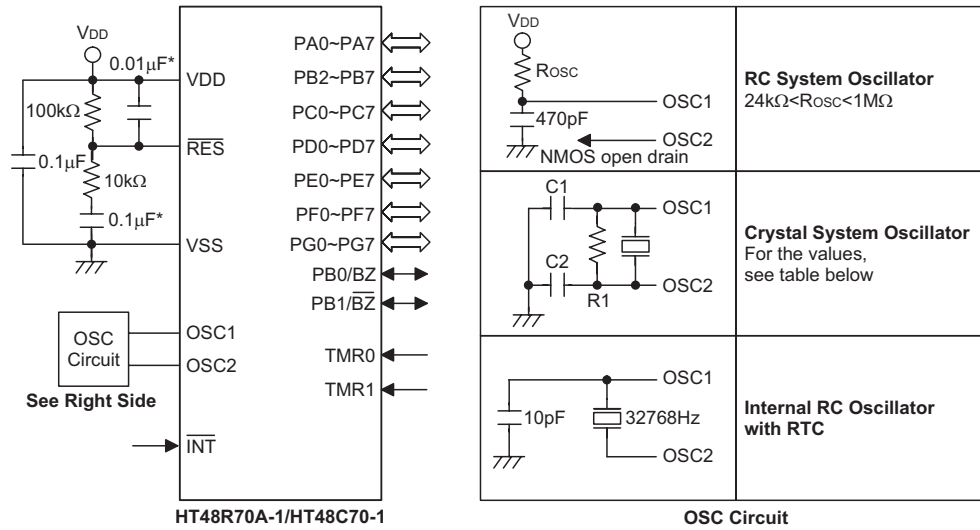 VDD
0.01μF*
VDD
100kΩ
RES
0.1μF
10kΩ
0.1μF*
VSS
OSC
Circuit
OSC1
OSC2
See Right Side
INT
PA0~PA7
PB2~PB7
PC0~PC7
PD0~PD7
PE0~PE7
PF0~PF7
PG0~PG7
PB0/BZ
PB1/B̅Z̅
TMR0
TMR1
HT48R70A-1/HT48C70-1
VDD
ROSC
OSC1
470pF
OSC2
NMOS open drain
RC System Oscillator
24kΩ<ROSC<1MΩ
C1
OSC1
C2
R1
OSC2
Crystal System Oscillator
For the values,
see table below
OSC1
10pF
32768Hz
OSC2
Internal RC Oscillator
with RTC
OSC Circuit